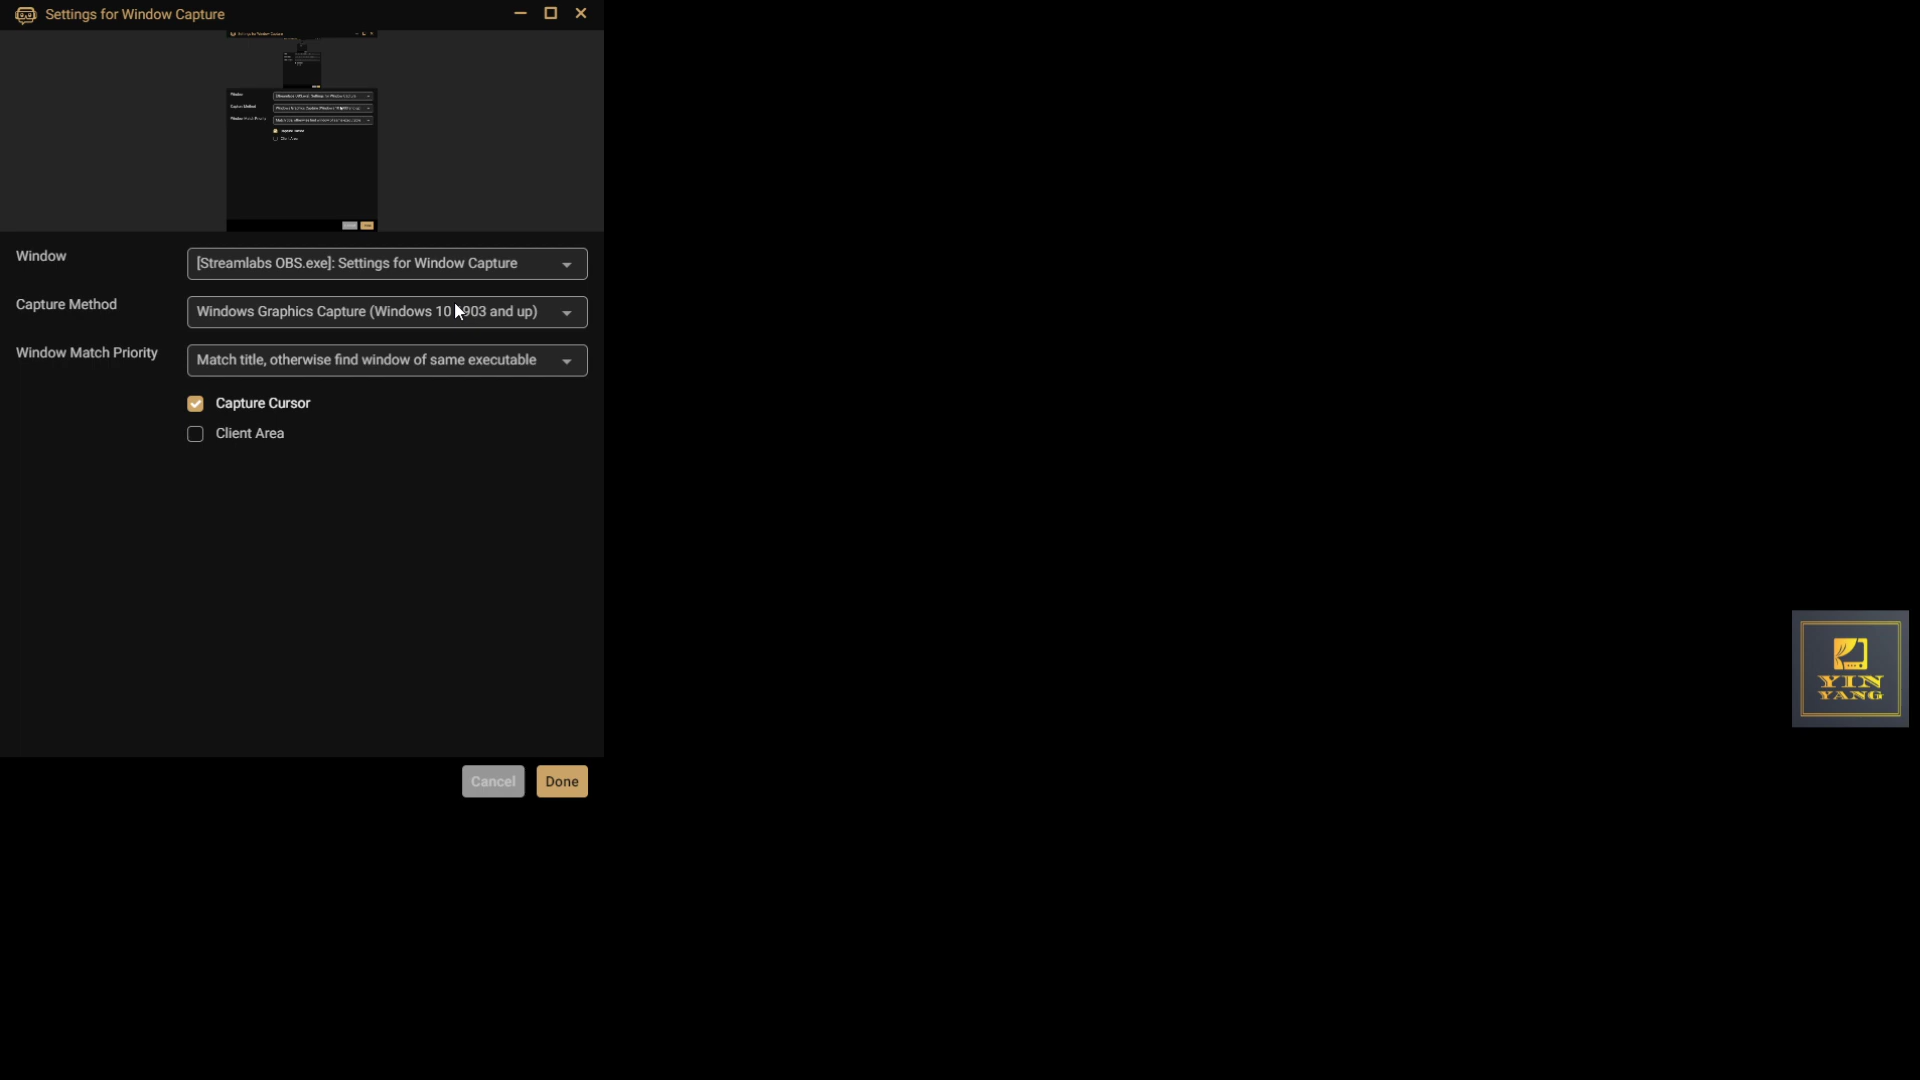 Settings for Window Capture
Window
[Streamlabs OBS.exe]: Settings for Window Capture
Capture Method
Windows Graphics Capture (Windows 10 903 and up)
Window Match Priority
Match title, otherwise find window of same executable
Capture Cursor
Client Area
Cancel
Done
YIN
YANG